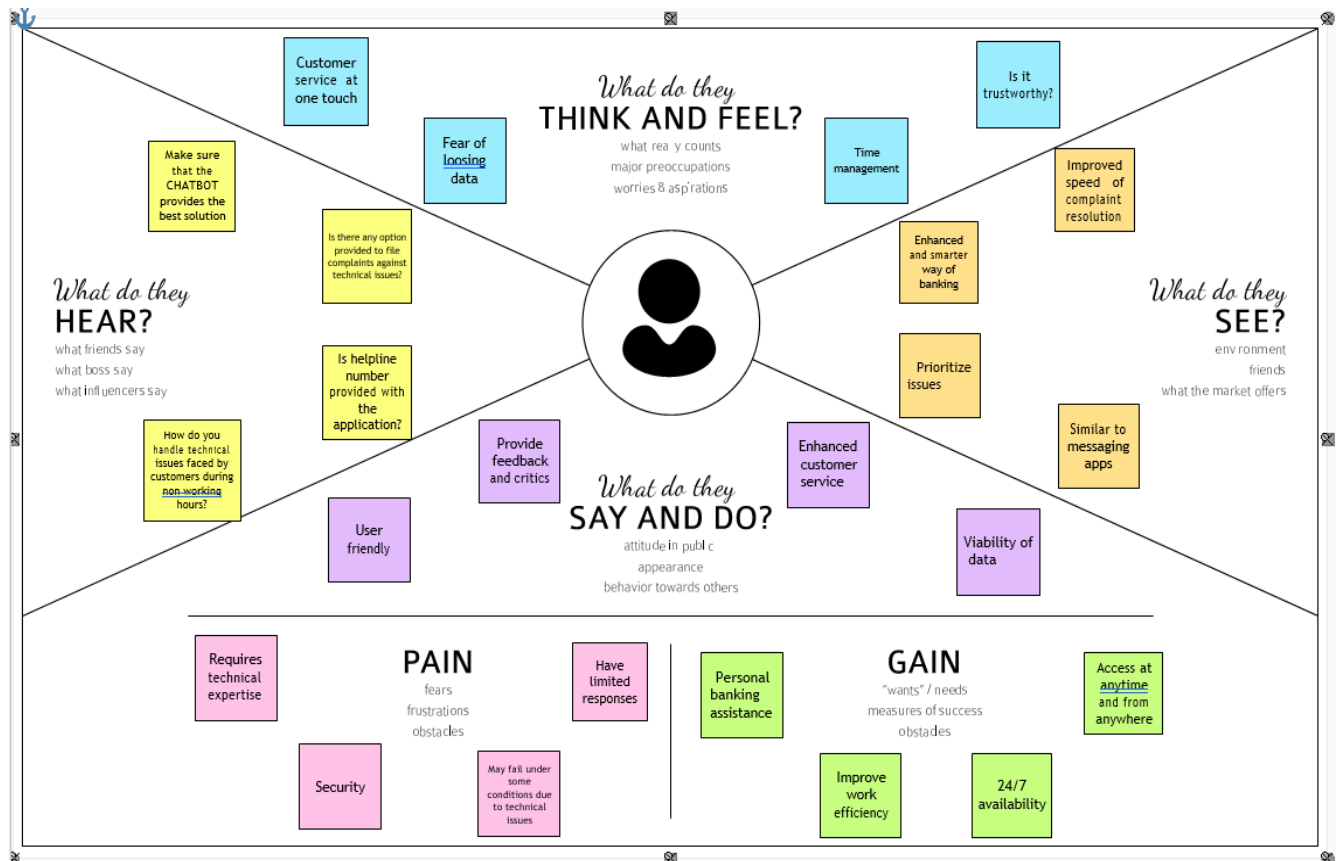 Customer
service at
one touch
Fear of
loosing
data
What do they
THINK AND FEEL?
what rea y counts
major preoccupations
worries & aspirations
Time
management
Is it
trustworthy?
Make sure
that the
CHATBOT
provides the
best solution
Is there any option
provided to file
complaints against
technical issues?
What do they
HEAR?
what friends say
what boss say
what influencers say
Is helpline
number
provided with
the
application?
How do you
handle technical
issues faced by
customers during
non working
hours?
Improved
speed of
complaint
resolution
Enhanced
and smarter
way of
banking
What do they
SEE?
env ronment
friends
what the market offers
Prioritize
issues
Similar to
messaging
apps
Provide
feedback
and critics
User
friendly
What do they
SAY AND DO?
attitude in publ c
appearance
behavior towards others
Enhanced
customer
service
Viability of
data
Requires
technical
expertise
PAIN
fears
frustrations
obstacles
Have
limited
responses
Security
May fail under
some
conditions due
to technical
issues
Personal
banking
assistance
GAIN
"wants" / needs
measures of success
obstacles
Access at
anytime
and from
anywhere
Improve
work
efficiency
24/7
availability